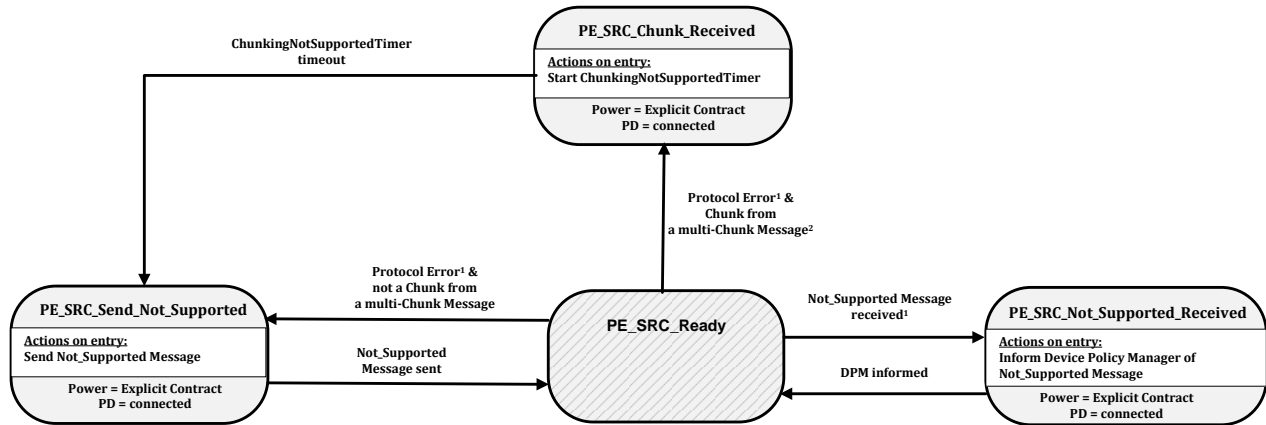 PE_SRC_Chunk_Received
Actions on entry:
Start ChunkingNotSupportedTimer
Power = Explicit Contract
PD = connected
ChunkingNotSupportedTimer
timeout
Protocol Error¹ &
Chunk from
a multi-Chunk Message²
Protocol Error¹ &
not a Chunk from
a multi-Chunk Message
PE_SRC_Send_Not_Supported
Actions on entry:
Send Not_Supported Message
Power = Explicit Contract
PD = connected
Not_Supported
Message sent
PE_SRC_Ready
Not_Supported Message
received¹
DPM informed
PE_SRC_Not_Supported_Received
Actions on entry:
Inform Device Policy Manager of
Not_Supported Message
Power = Explicit Contract
PD = connected